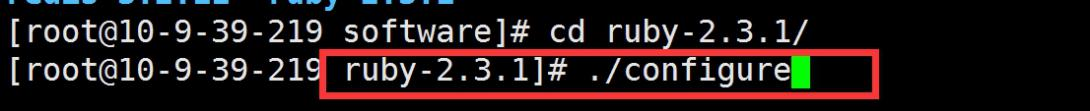 [root@10-9-39-219 software]# cd ruby-2.3.1/
[root@10-9-39-219 ruby-2.3.1]# ./configure